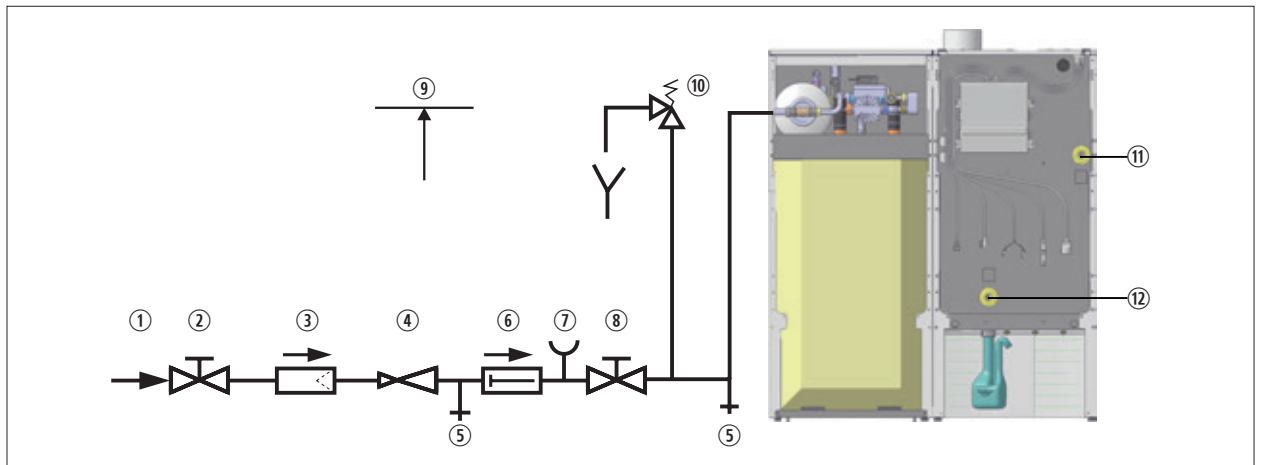 ⑨ ⑩
⑪
⑫
① ② ③ ④ ⑥ ⑦ ⑧
⑤ ⑤